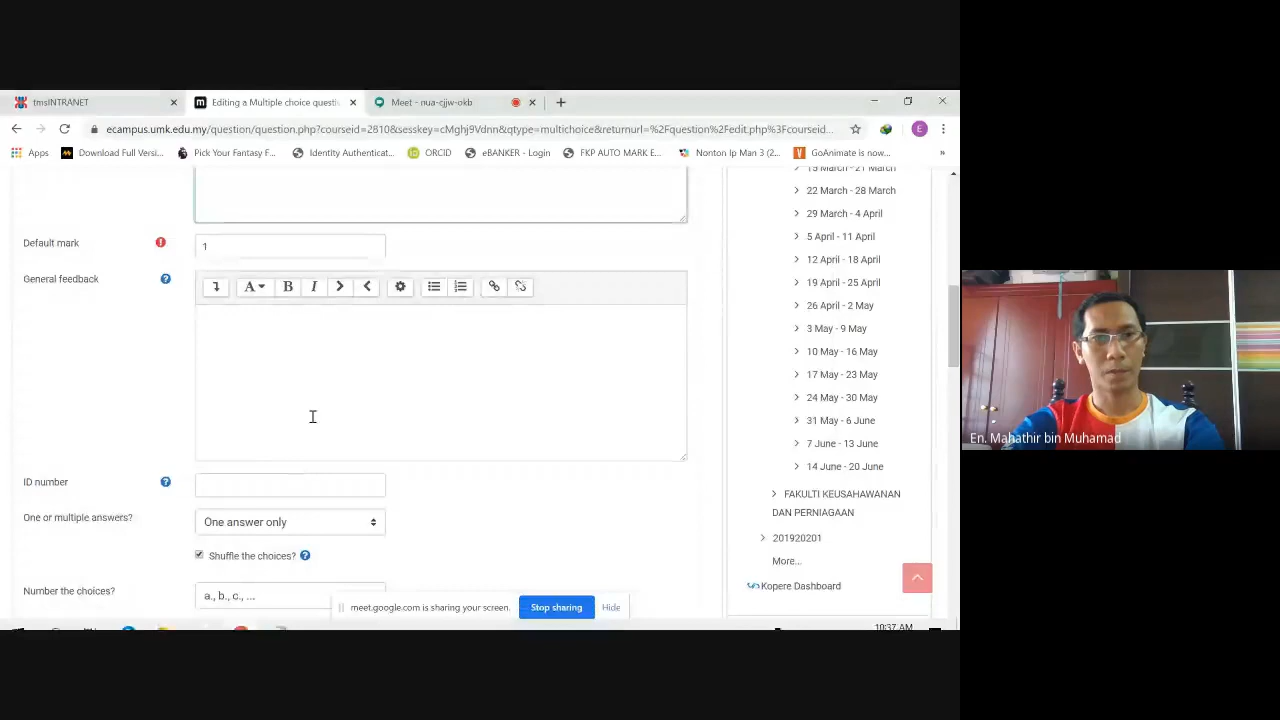 tmsINTRANET
Editing a Multiple choice questi
Meet - nua-cjjw-okb
ecampus.umk.edu.my/question/question.php?courseid=2810&sesskey=cMghj9Vdnn&qtype=multichoice&returnurl=%2Fquestion%2Fedit.php%3Fcourseid...
E
Apps
Download Full Versi...
Pick Your Fantasy F...
Identity Authenticat...
ORCID
eBANKER - Login
FKP AUTO MARK E...
Nonton Ip Man 3 (2...
GoAnimate is now...
»
Default mark
1
General feedback
A
B
I
ID number
One or multiple answers?
One answer only
Shuffle the choices?
Number the choices?
a., b., c., ...
15 March - 21 March
22 March - 28 March
29 March - 4 April
5 April - 11 April
12 April - 18 April
19 April - 25 April
26 April - 2 May
3 May - 9 May
10 May - 16 May
17 May - 23 May
24 May - 30 May
31 May - 6 June
7 June - 13 June
14 June - 20 June
FAKULTI KEUSAHAWANAN
DAN PERNIAGAAN
201920201
More...
Kopere Dashboard
meet.google.com is sharing your screen.
Stop sharing
Hide
10:37 AM
En. Mahathir bin Muhamad